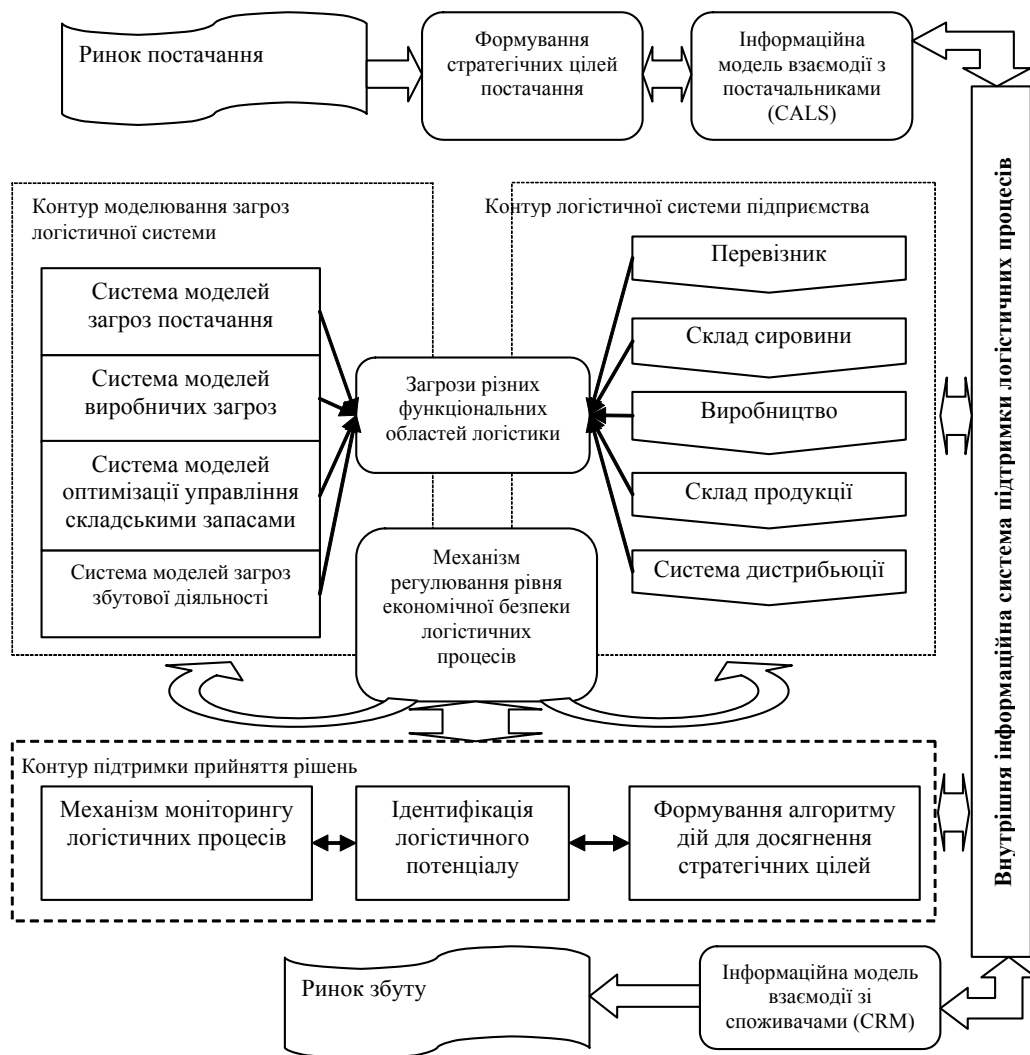 Ринок постачання
Формування
стратегічних цілей
постачання
Інформаційна
модель взаємодії з
постачальниками
(CALS)
Контур моделювання загроз
логістичної системи
Контур логістичної системи підприємства
Система моделей
загроз постачання
Система моделей
виробничих загроз
Система моделей
оптимізації управління
складськими запасами
Система моделей загроз
збутової діяльності
Загрози різних
функціональних
областей логістики
Механізм
регулювання рівня
економічної безпеки
логістичних
процесів
Перевізник
Склад сировини
Виробництво
Склад продукції
Система дистрибьюції
Внутрішня інформаційна система підтримки логістичних процесів
Контур підтримки прийняття рішень
Механізм моніторингу
логістичних процесів
Ідентифікація
логістичного
потенціалу
Формування алгоритму
дій для досягнення
стратегічних цілей
Ринок збуту
Інформаційна модель
взаємодії зі
споживачами (CRM)